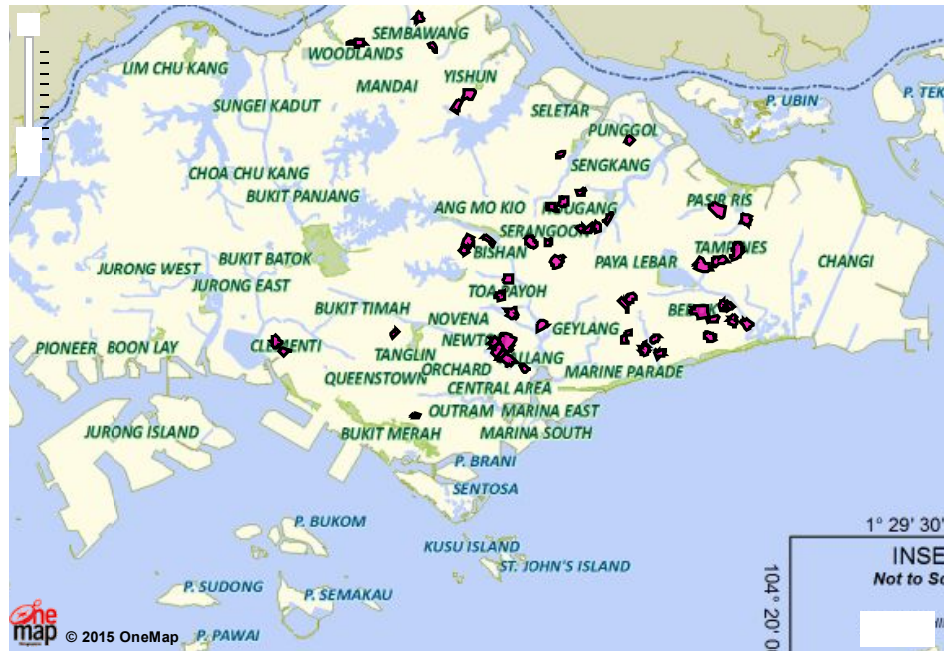 SEMBAWANG
WOODLANDS
LIM CHU KANG
YISHUN
MANDAI
SUNGEI KADUT
SELETAR
P. UBIN
P. TEK
PUNGGOL
SENGKANG
CHOA CHU KANG
BUKIT PANJANG
PASIR RIS
ANG MO KIO
SERANGOON
BISHAN
TAMPINES
PAYA LEBAR
CHANGI
BUKIT BATOK
JURONG WEST
JURONG EAST
TOA PAYOH
BUKIT TIMAH
NOVENA
GEYLANG
PIONEER
BOON LAY
CLEMENTI
TANGLIN
ORCHARD
MARINE PARADE
QUEENSTOWN
CENTRAL AREA
OUTRAM
MARINA EAST
JURONG ISLAND
BUKIT MERAH
MARINA SOUTH
P. BRANI
SENTOSA
P. BUKOM
1° 29' 30'
KUSU ISLAND
ST. JOHN'S ISLAND
INSE
Not to Sc
104° 20' 0
P. SUDONG
P. SEMAKAU
One
map © 2015 OneMap
P. PAWAI